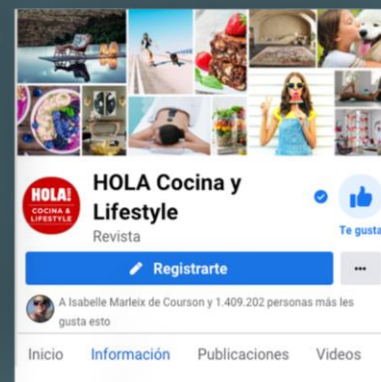 HOLA!
COCINA &
LIFESTYLE
HOLA Cocina y
Lifestyle
Revista
Te gusta
Registrarte
A Isabelle Marleix de Courson y 1.409.202 personas más les
gusta esto
Inicio Información Publicaciones Videos